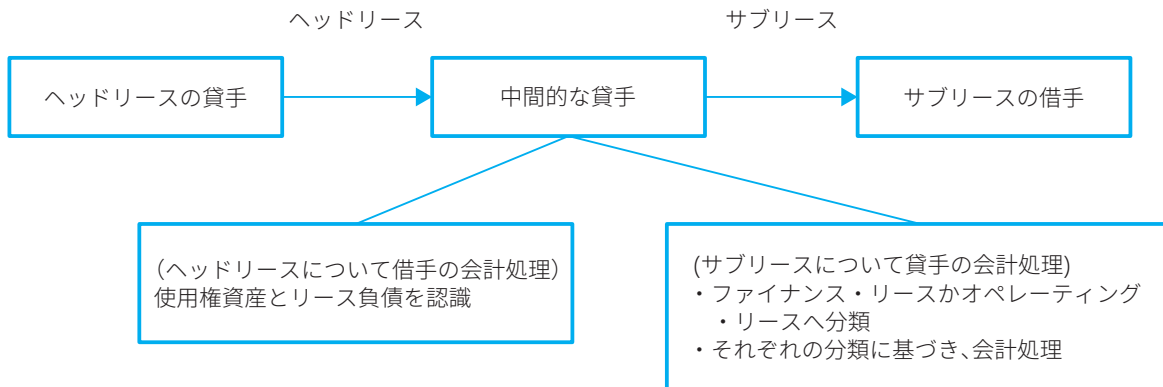 ヘッドリース
サブリース
ヘッドリースの貸手
中間的な貸手
サブリースの借手
（ヘッドリースについて借手の会計処理）
使用権資産とリース負債を認識
(サブリースについて貸手の会計処理)
・ファイナンス・リースかオペレーティング
・リースへ分類
・それぞれの分類に基づき、会計処理